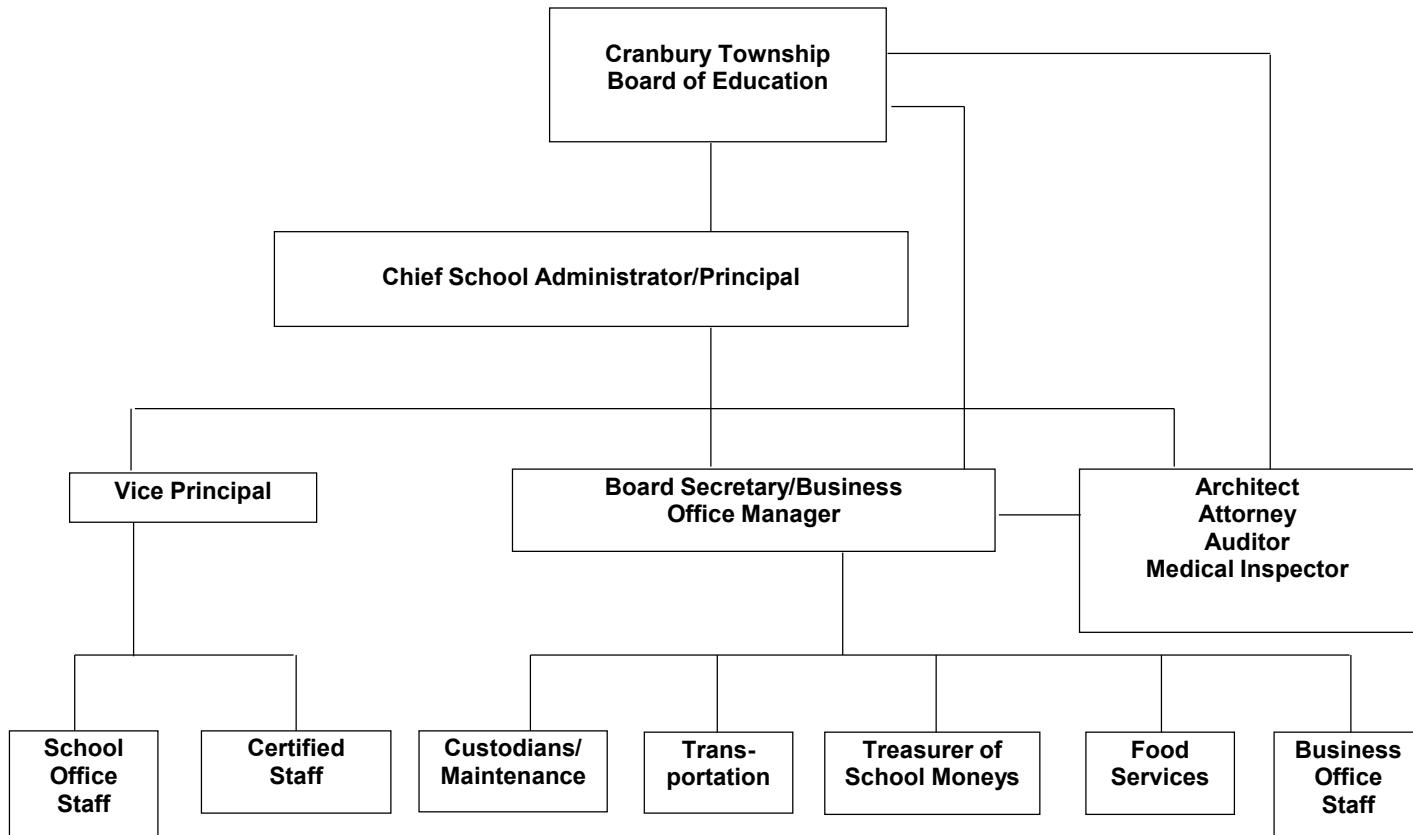 Cranbury Township
Board of Education
Chief School Administrator/Principal
Vice Principal
Board Secretary/Business
Office Manager
Architect
Attorney
Auditor
Medical Inspector
School
Office
Staff
Certified
Staff
Custodians/
Maintenance
Trans-
portation
Treasurer of
School Moneys
Food
Services
Business
Office
Staff